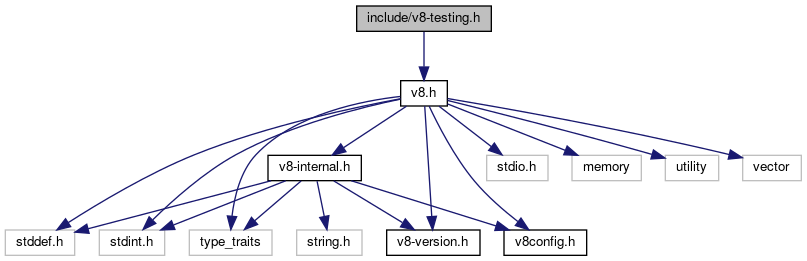 include/v8-testing.h
v8.h
v8-internal.h
stdio.h
memory
utility
vector
stddef.h
stdint.h
type_traits
string.h
v8-version.h
v8config.h